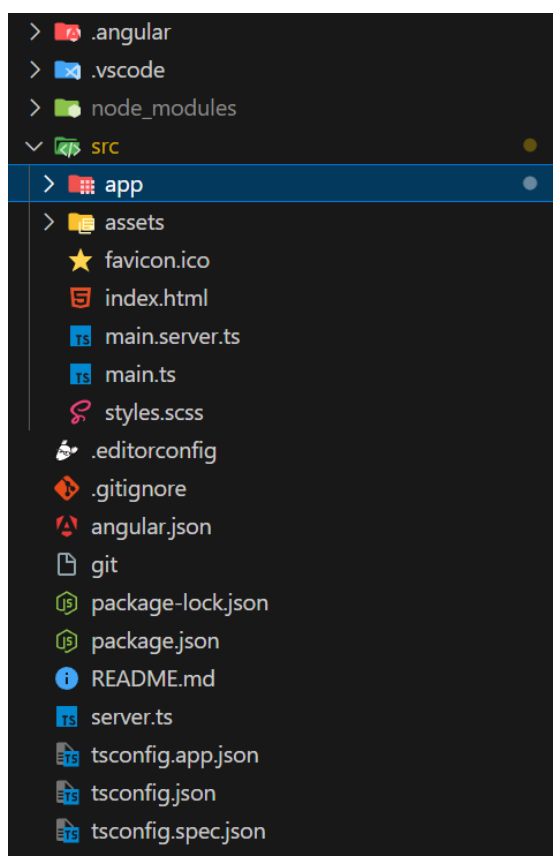 .angular
.vscode
node_modules
src
app
assets
favicon.ico
index.html
main.server.ts
main.ts
styles.scss
.editorconfig
.gitignore
angular.json
git
package-lock.json
package.json
README.md
server.ts
tsconfig.app.json
tsconfig.json
tsconfig.spec.json